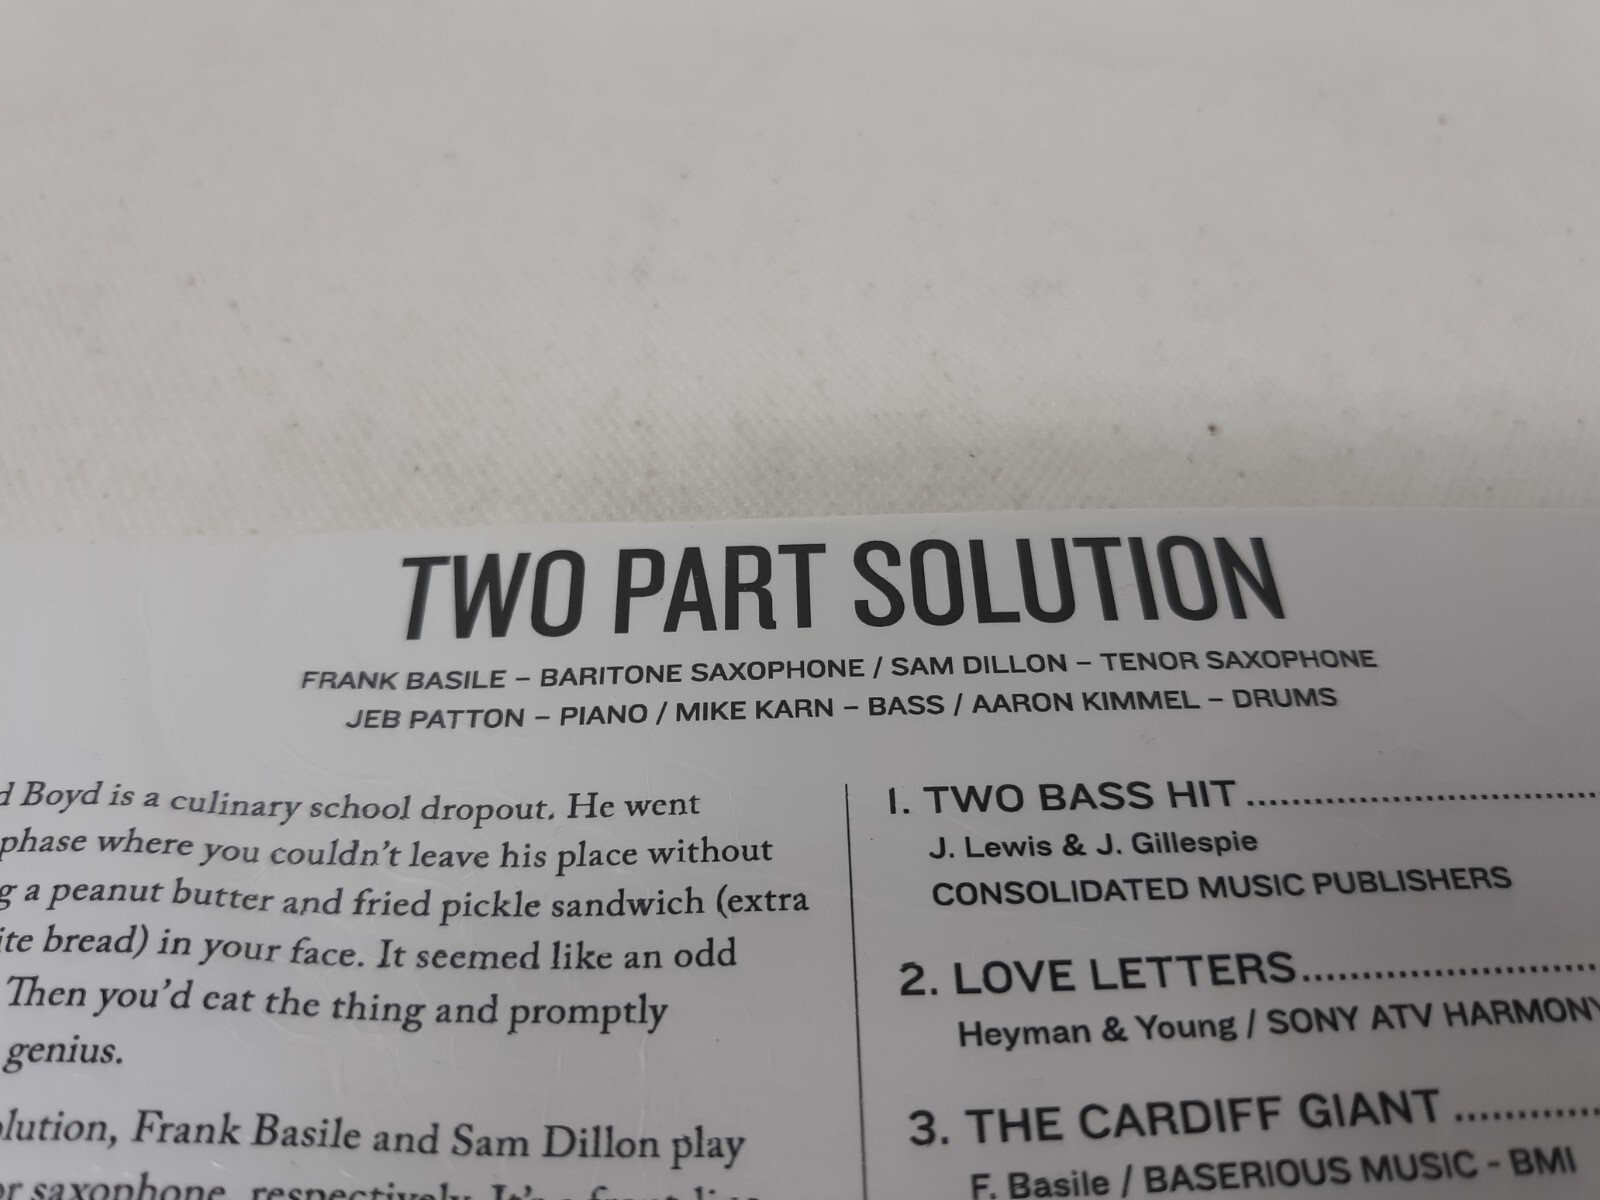 TWO PART SOLUTION
FRANK BASILE – BARITONE SAXOPHONE / SAM DILLON – TENOR SAXOPHONE
JEB PATTON – PIANO / MIKE KARN – BASS / AARON KIMMEL – DRUMS
Boyd is a culinary school dropout. He went
phase where you couldn't leave his place without
a peanut butter and fried pickle sandwich (extra
bread) in your face. It seemed like an odd
Then you'd eat the thing and promptly
genius.
Frank Basile and Sam Dillon play
saxophone, respectively. It's a
1. TWO BASS HIT
J. Lewis & J. Gillespie
CONSOLIDATED MUSIC PUBLISHERS
2. LOVE LETTERS
Heyman & Young / SONY ATV HARMONY
3. THE CARDIFF GIANT
F. Basile / BASERIOUS MUSIC - BMI